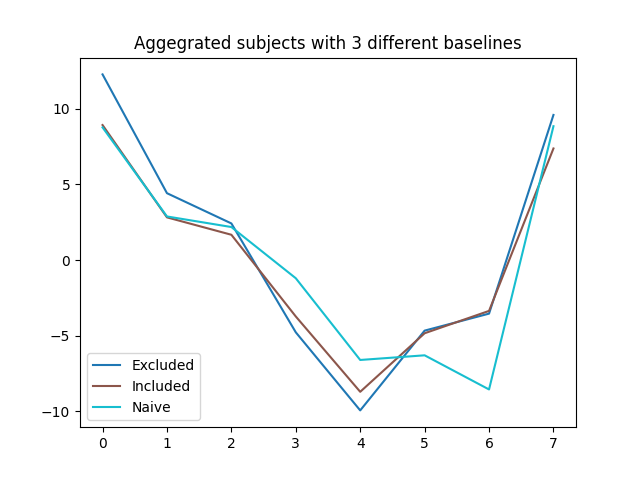 Aggegrated subjects with 3 different baselines
10
5
0
−5
−10
Excluded
Included
Naive
0 1 2 3 4 5 6 7